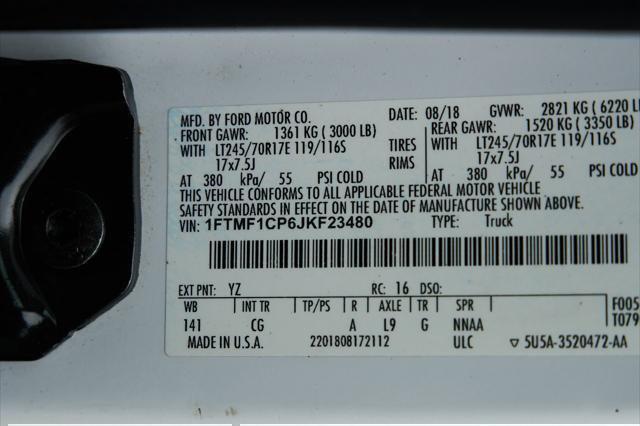 MFD. BY FORD MOTOR CO. DATE: 08/18 GVWR: 2821 KG ( 6220 L
FRONT GAWR: 1361 KG ( 3000 LB) REAR GAWR: 1520 KG ( 3350 LB)
WITH LT245/70R17E 119/116S TIRES WITH LT245/70R17E 119/116S
17x7.5J RIMS 17x7.5J
AT 380 kPa/ 55 PSI COLD AT 380 kPa/ 55 PSI COLD
THIS VEHICLE CONFORMS TO ALL APPLICABLE FEDERAL MOTOR VEHICLE
SAFETY STANDARDS IN EFFECT ON THE DATE OF MANUFACTURE SHOWN ABOVE.
VIN: 1FTMF1CP6JKF23480 TYPE: Truck
EXT PNT: YZ RC: 16 DSO:
WB INT TR TP/PS R AXLE TR SPR F005
141 CG A L9 G NNAA T079
MADE IN U.S.A. 2201808172112 ULC ▽ 5U5A-3520472-AA